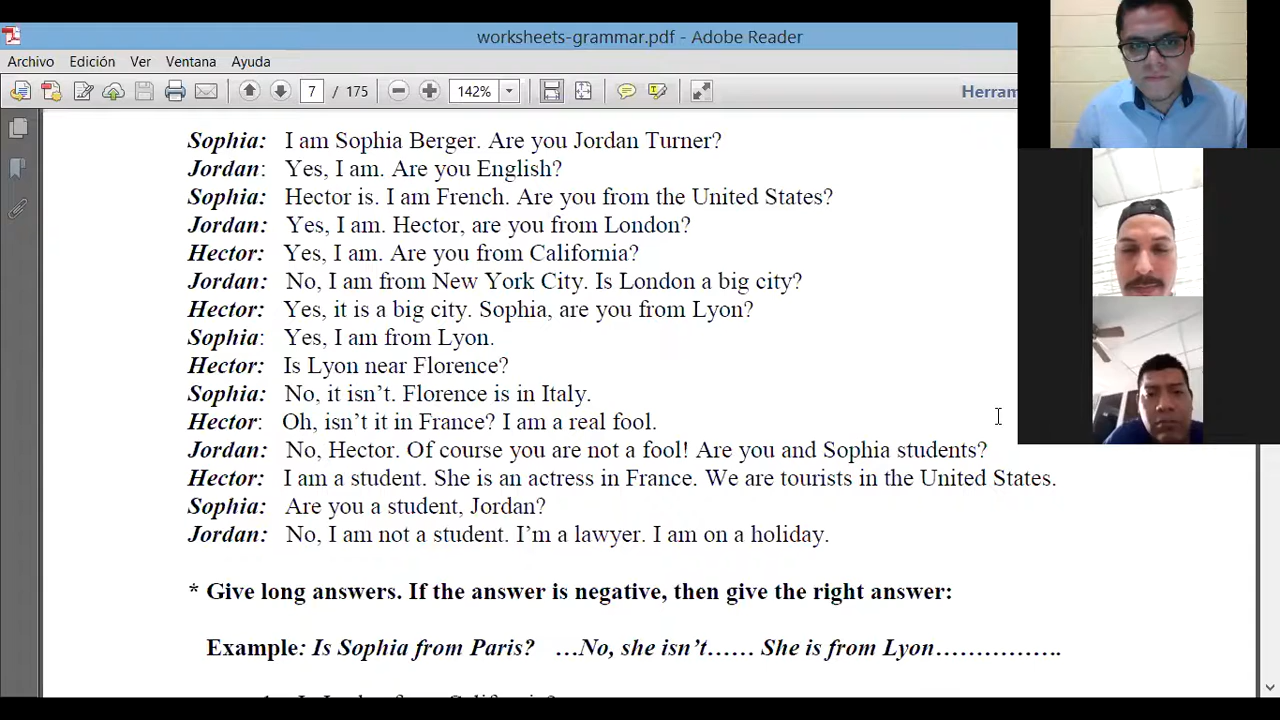 worksheets-grammar.pdf - Adobe Reader
Archivo Edición Ver Ventana Ayuda
7 / 175 142% Herram
Sophia: I am Sophia Berger. Are you Jordan Turner?
Jordan: Yes, I am. Are you English?
Sophia: Hector is. I am French. Are you from the United States?
Jordan: Yes, I am. Hector, are you from London?
Hector: Yes, I am. Are you from California?
Jordan: No, I am from New York City. Is London a big city?
Hector: Yes, it is a big city. Sophia, are you from Lyon?
Sophia: Yes, I am from Lyon.
Hector: Is Lyon near Florence?
Sophia: No, it isn’t. Florence is in Italy.
Hector: Oh, isn’t it in France? I am a real fool.
Jordan: No, Hector. Of course you are not a fool! Are you and Sophia students?
Hector: I am a student. She is an actress in France. We are tourists in the United States.
Sophia: Are you a student, Jordan?
Jordan: No, I am not a student. I’m a lawyer. I am on a holiday.
* Give long answers. If the answer is negative, then give the right answer:
Example: Is Sophia from Paris? …No, she isn’t…… She is from Lyon…………….